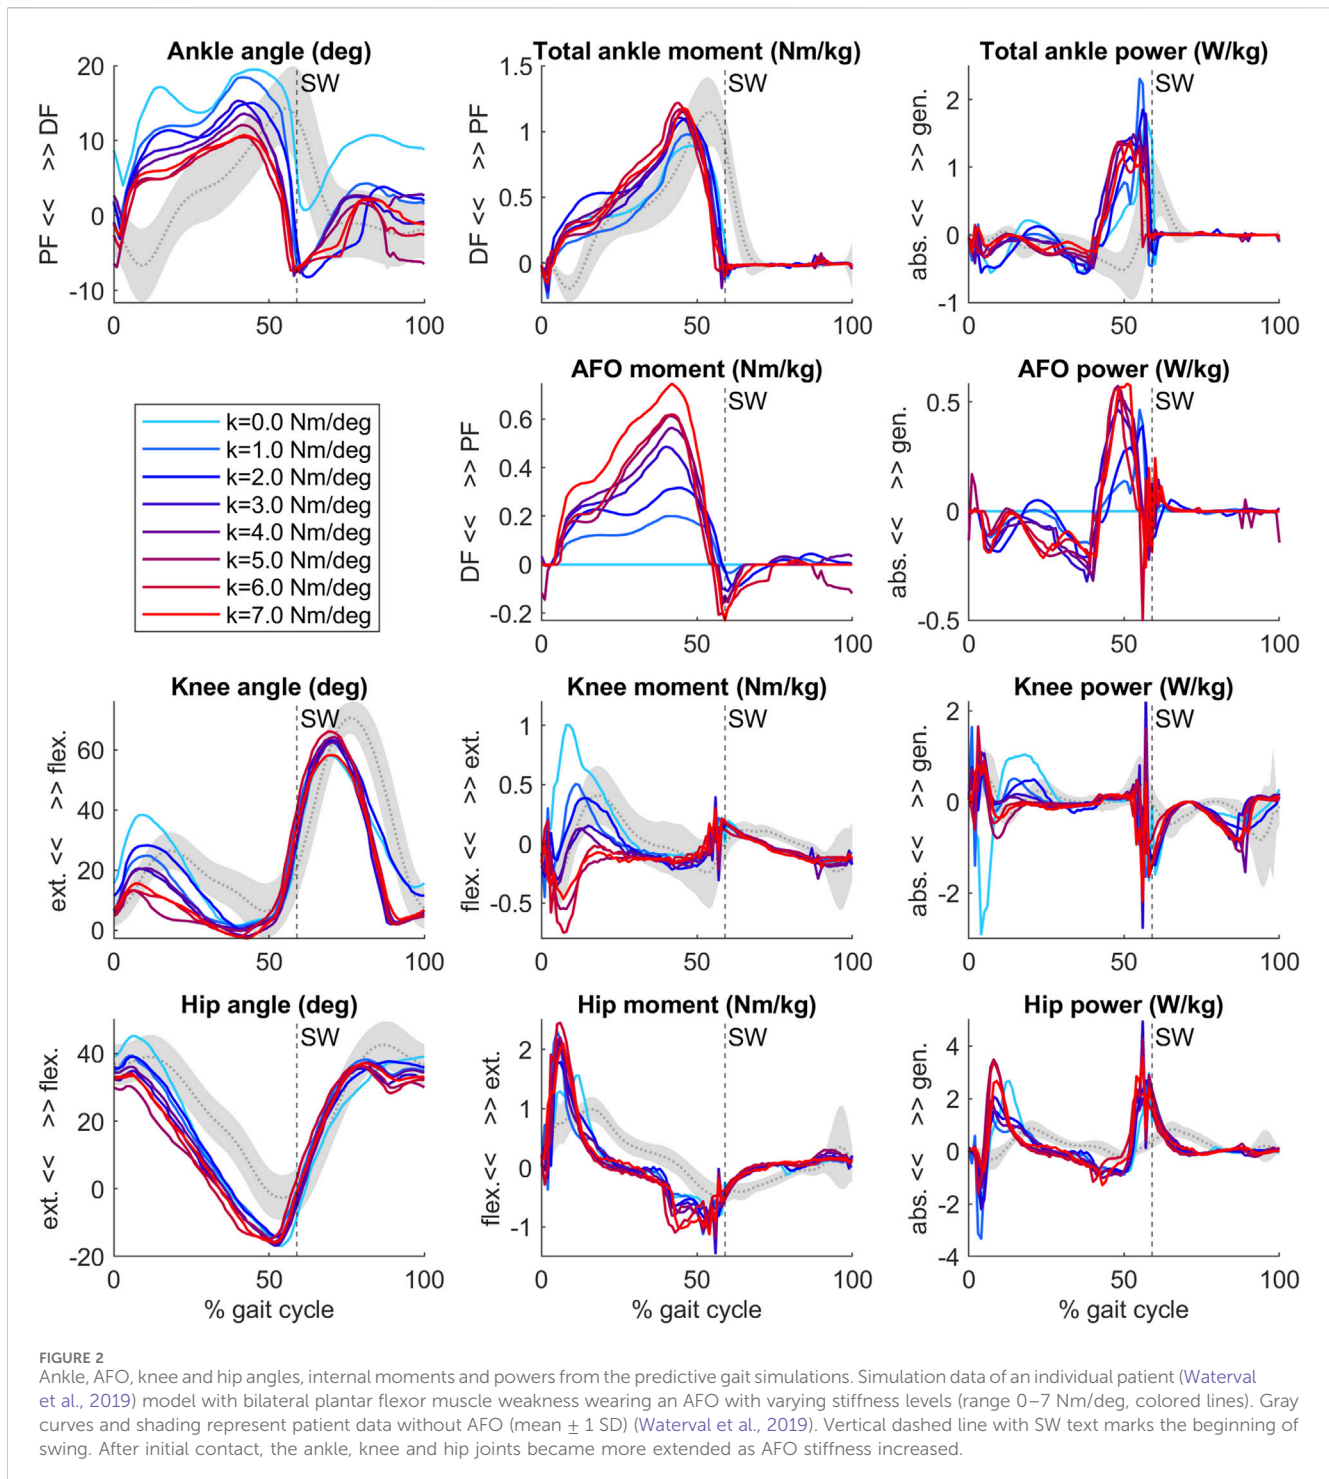 Ankle angle (deg)
PF << >> DF
20
10
0
-10
0
50
100
SW
Total ankle moment (Nm/kg)
DF << >> PF
1.5
1
0.5
0
0
50
100
SW
Total ankle power (W/kg)
abs. << >> gen.
2
1
0
-1
0
50
100
SW
k=0.0 Nm/deg
k=1.0 Nm/deg
k=2.0 Nm/deg
k=3.0 Nm/deg
k=4.0 Nm/deg
k=5.0 Nm/deg
k=6.0 Nm/deg
k=7.0 Nm/deg
AFO moment (Nm/kg)
DF << >> PF
0.6
0.4
0.2
0
-0.2
0
50
100
SW
AFO power (W/kg)
abs. << >> gen.
0.5
0
-0.5
0
50
100
SW
Knee angle (deg)
ext. << >> flex.
60
40
20
0
0
50
100
SW
Knee moment (Nm/kg)
flex. << >> ext.
1
0.5
0
-0.5
0
50
100
SW
Knee power (W/kg)
abs. << >> gen.
2
0
-2
0
50
100
SW
Hip angle (deg)
ext. << >> flex.
40
20
0
-20
0
50
100
SW
% gait cycle
Hip moment (Nm/kg)
flex. << >> ext.
2
1
0
-1
0
50
100
SW
% gait cycle
Hip power (W/kg)
abs. << >> gen.
4
2
0
-2
-4
0
50
100
SW
% gait cycle
FIGURE 2
Ankle, AFO, knee and hip angles, internal moments and powers from the predictive gait simulations. Simulation data of an individual patient (Waterval
et al., 2019) model with bilateral plantar flexor muscle weakness wearing an AFO with varying stiffness levels (range 0–7 Nm/deg, colored lines). Gray
curves and shading represent patient data without AFO (mean ± 1 SD) (Waterval et al., 2019). Vertical dashed line with SW text marks the beginning of
swing. After initial contact, the ankle, knee and hip joints became more extended as AFO stiffness increased.